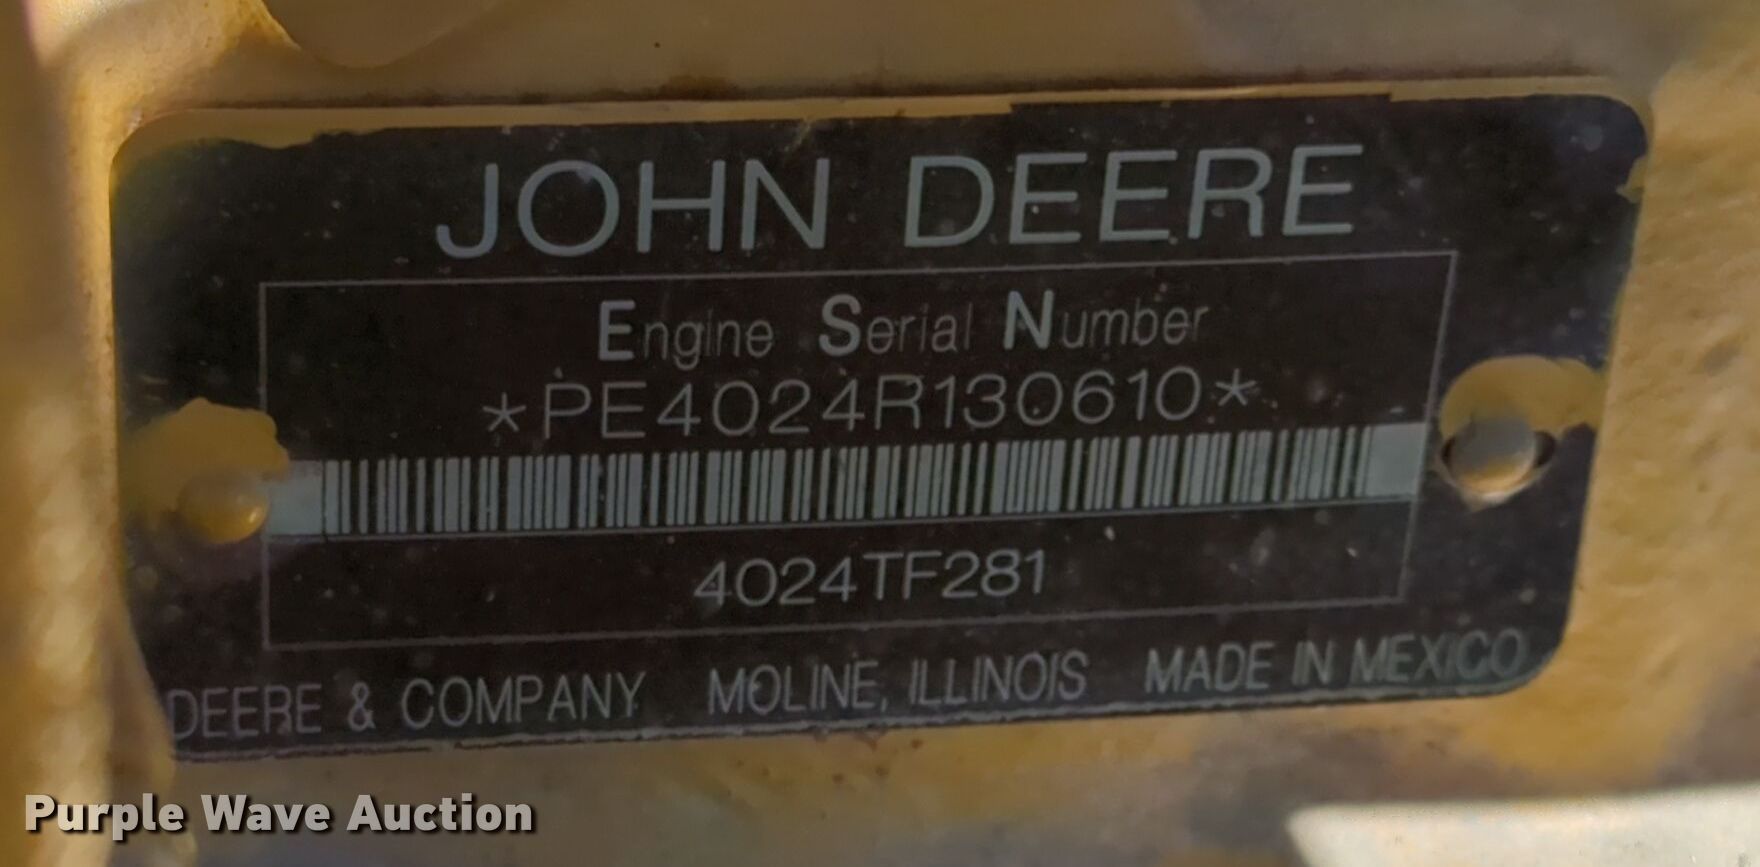 JOHN DEERE
Engine Serial Number
*PE4024R130610*
4024TF281
DEERE & COMPANY MOLINE, ILLINOIS MADE IN MEXICO
Purple Wave Auction